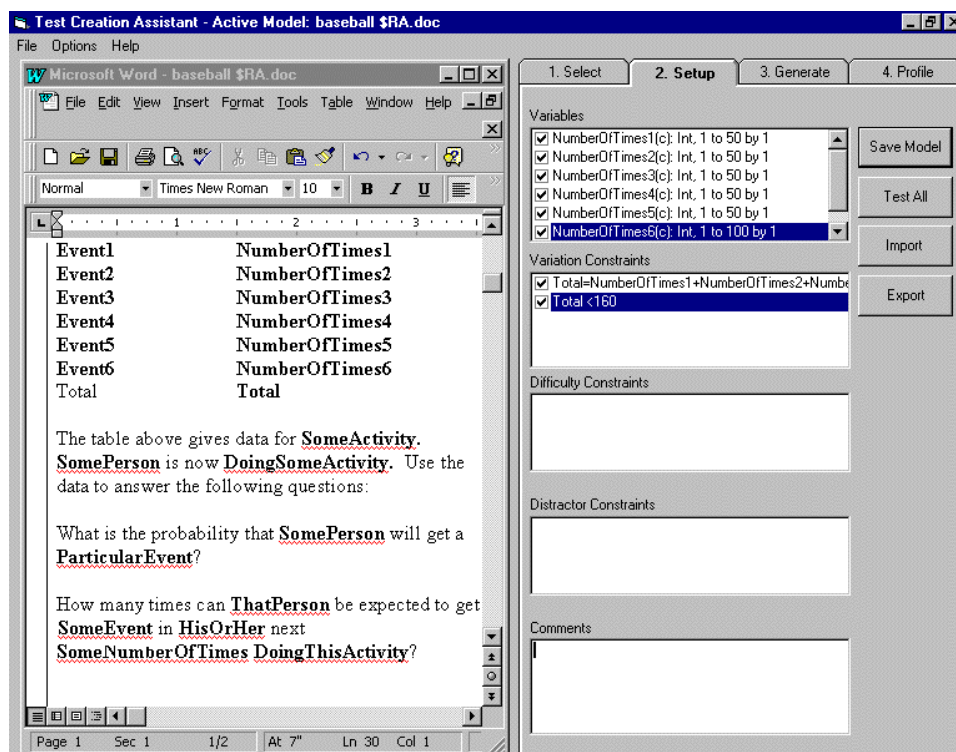 Test Creation Assistant - Active Model: baseball $RA.doc
File Options Help
Microsoft Word - baseball $RA.doc
File Edit View Insert Format Tools Table Window Help
ABC
Normal Times New Roman 10 B I U
1 2 3
Event1 NumberOfTimes1
Event2 NumberOfTimes2
Event3 NumberOfTimes3
Event4 NumberOfTimes4
Event5 NumberOfTimes5
Event6 NumberOfTimes6
Total Total
The table above gives data for SomeActivity.
SomePerson is now DoingSomeActivity. Use the
data to answer the following questions:
What is the probability that SomePerson will get a
ParticularEvent?
How many times can ThatPerson be expected to get
SomeEvent in HisOrHer next
SomeNumberOfTimes DoingThisActivity?
Page 1 Sec 1 1/2 At 7" Ln 30 Col 1
1. Select 2. Setup 3. Generate 4. Profile
Variables
NumberOfTimes1(c): Int, 1 to 50 by 1
NumberOfTimes2(c): Int, 1 to 50 by 1
NumberOfTimes3(c): Int, 1 to 50 by 1
NumberOfTimes4(c): Int, 1 to 50 by 1
NumberOfTimes5(c): Int, 1 to 50 by 1
NumberOfTimes6(c): Int, 1 to 100 by 1
Variation Constraints
Total=NumberOfTimes1+NumberOfTimes2+Numbe
Total <160
Difficulty Constraints
Distractor Constraints
Comments
Save Model
Test All
Import
Export